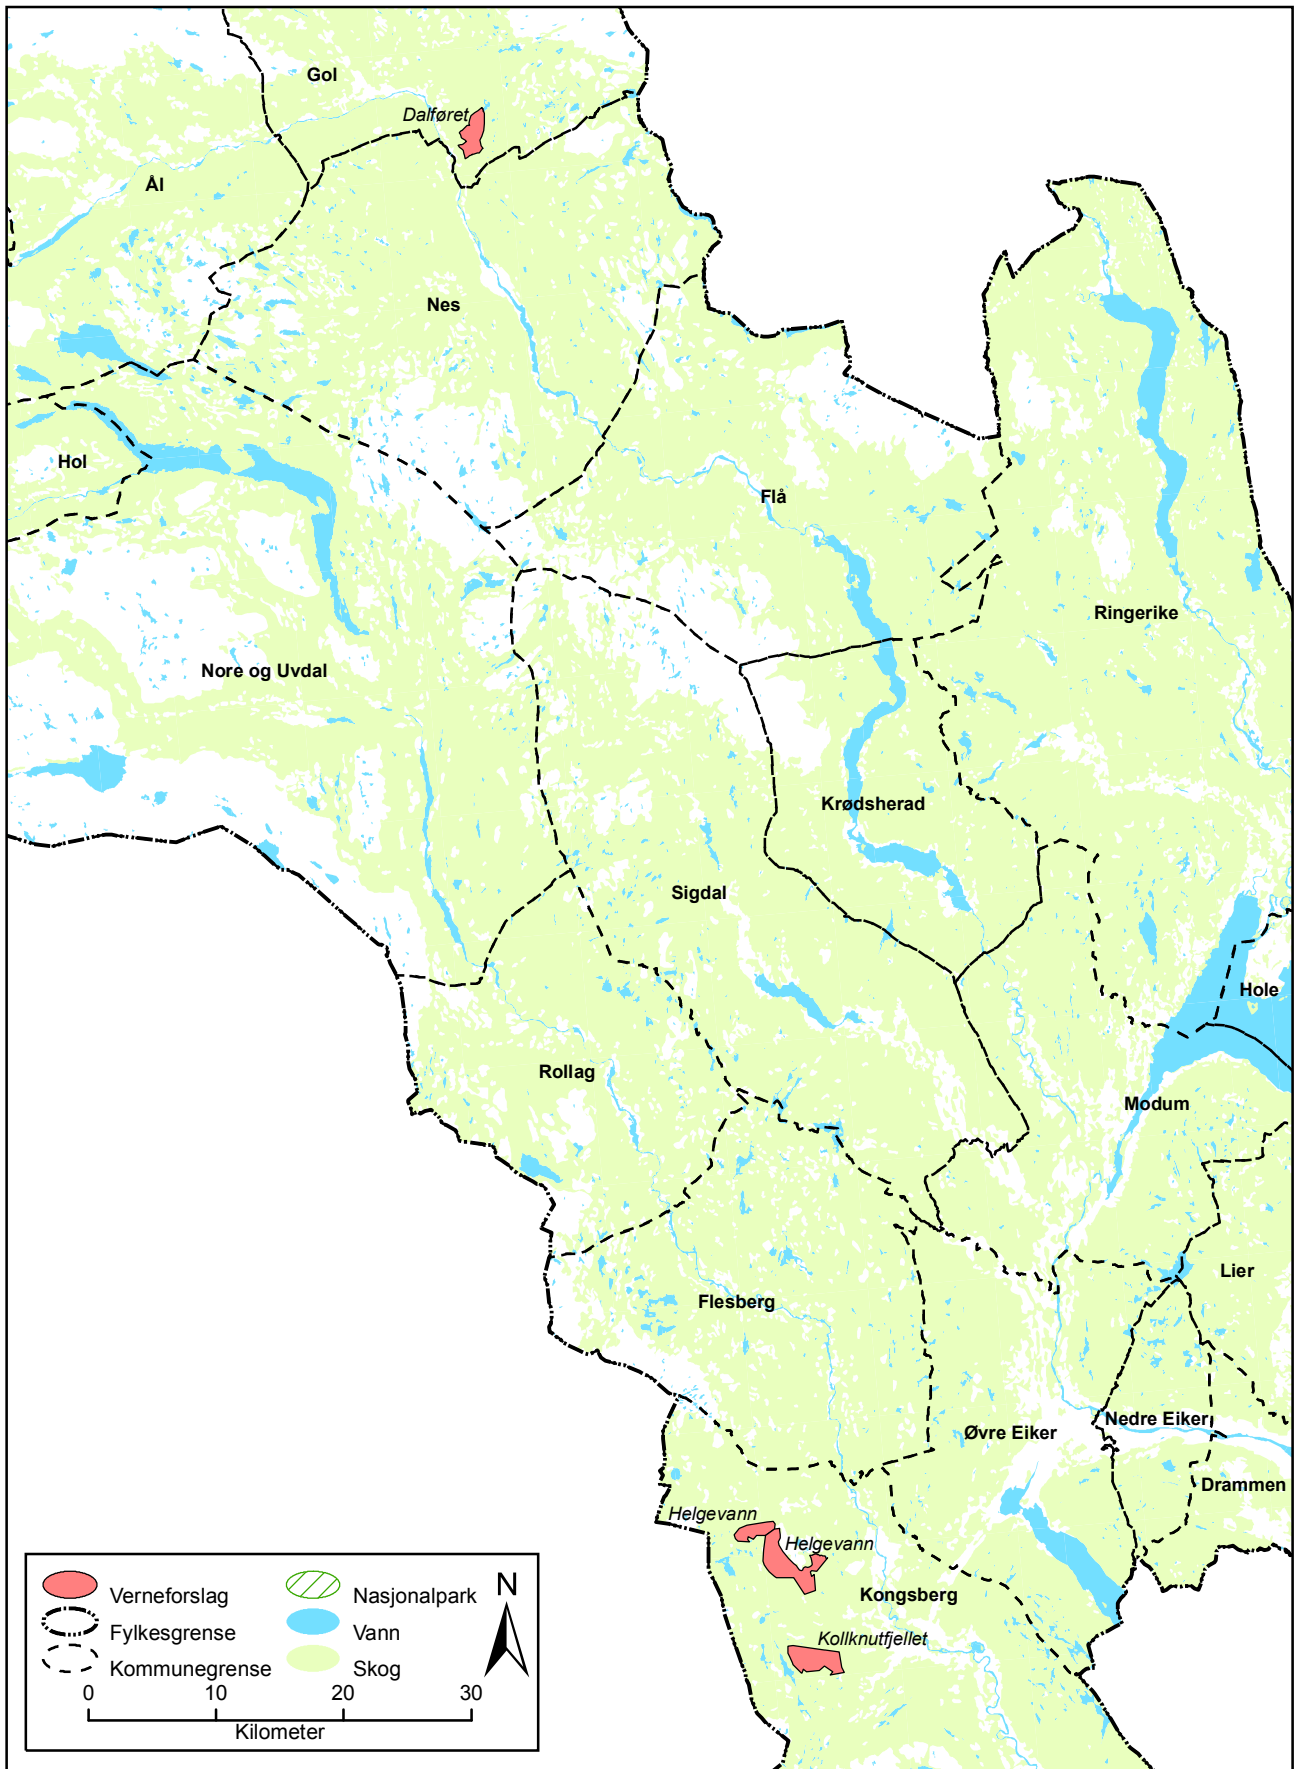 Gol
Dalføret
Ål
Nes
Hol
Flå
Ringerike
Nore og Uvdal
Krødsherad
Sigdal
Hole
Rollag
Modum
Lier
Flesberg
Nedre Eiker
Øvre Eiker
Drammen
Helgevann
Helgevann
Kongsberg
Kollknutfjellet
Verneforslag
Nasjonalpark
N
Fylkesgrense
Vann
Kommunegrense
Skog
0 10 20 30
Kilometer